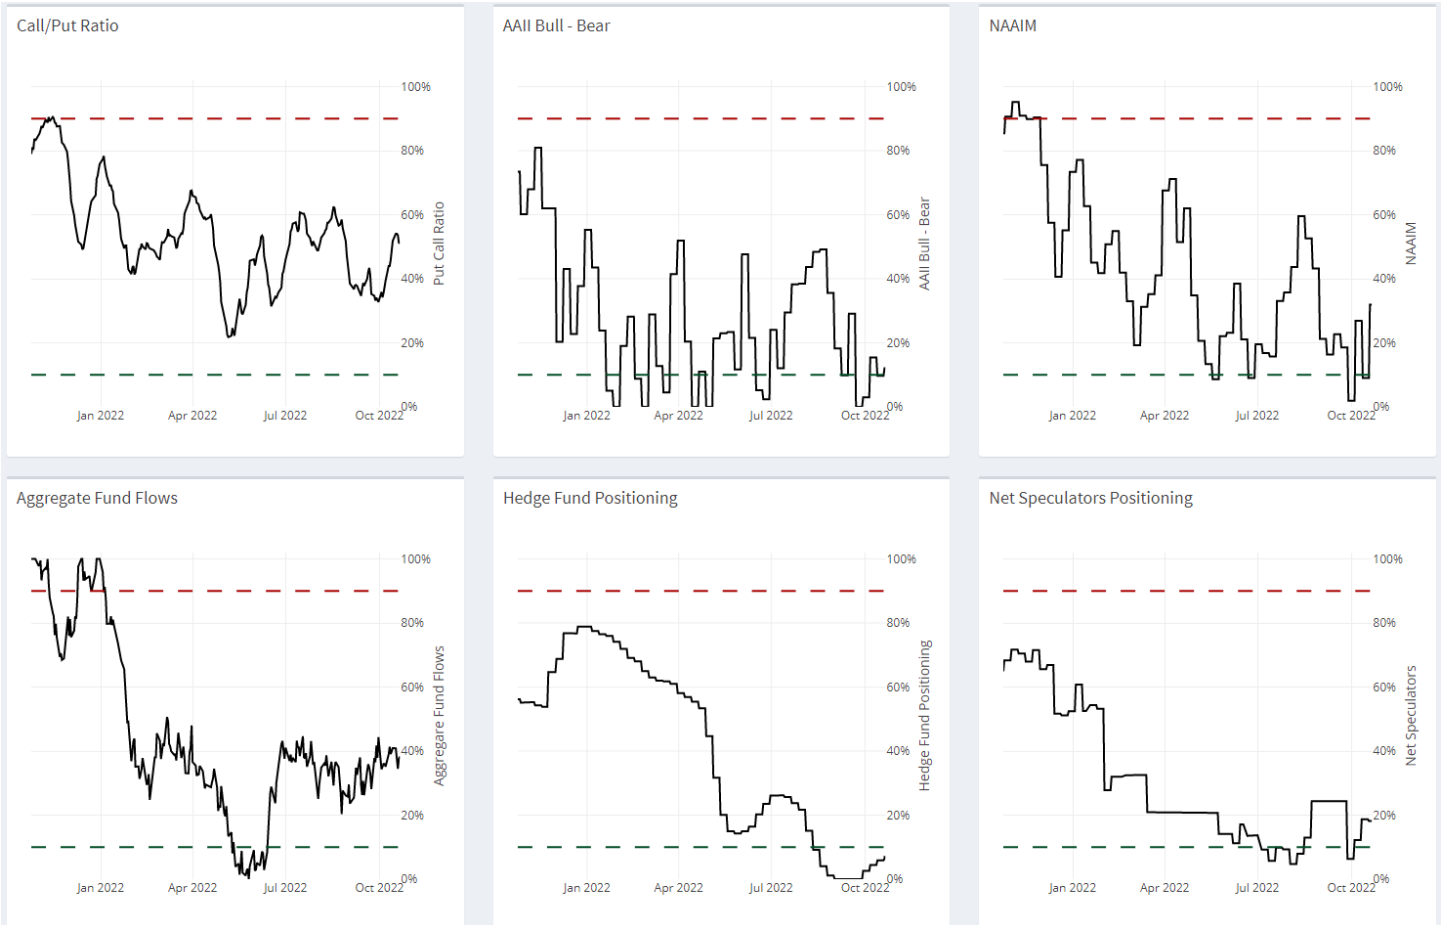 Call/Put Ratio
100%
80%
60%
40%
20%
0%
Put Call Ratio
Jan 2022 Apr 2022 Jul 2022 Oct 2022
AAII Bull - Bear
100%
80%
60%
40%
20%
0%
AAII Bull - Bear
Jan 2022 Apr 2022 Jul 2022 Oct 2022
NAAIM
100%
80%
60%
40%
20%
0%
NAAIM
Jan 2022 Apr 2022 Jul 2022 Oct 2022
Aggregate Fund Flows
100%
80%
60%
40%
20%
0%
Aggregare Fund Flows
Jan 2022 Apr 2022 Jul 2022 Oct 2022
Hedge Fund Positioning
100%
80%
60%
40%
20%
0%
Hedge Fund Positioning
Jan 2022 Apr 2022 Jul 2022 Oct 2022
Net Speculators Positioning
100%
80%
60%
40%
20%
0%
Net Speculators
Jan 2022 Apr 2022 Jul 2022 Oct 2022